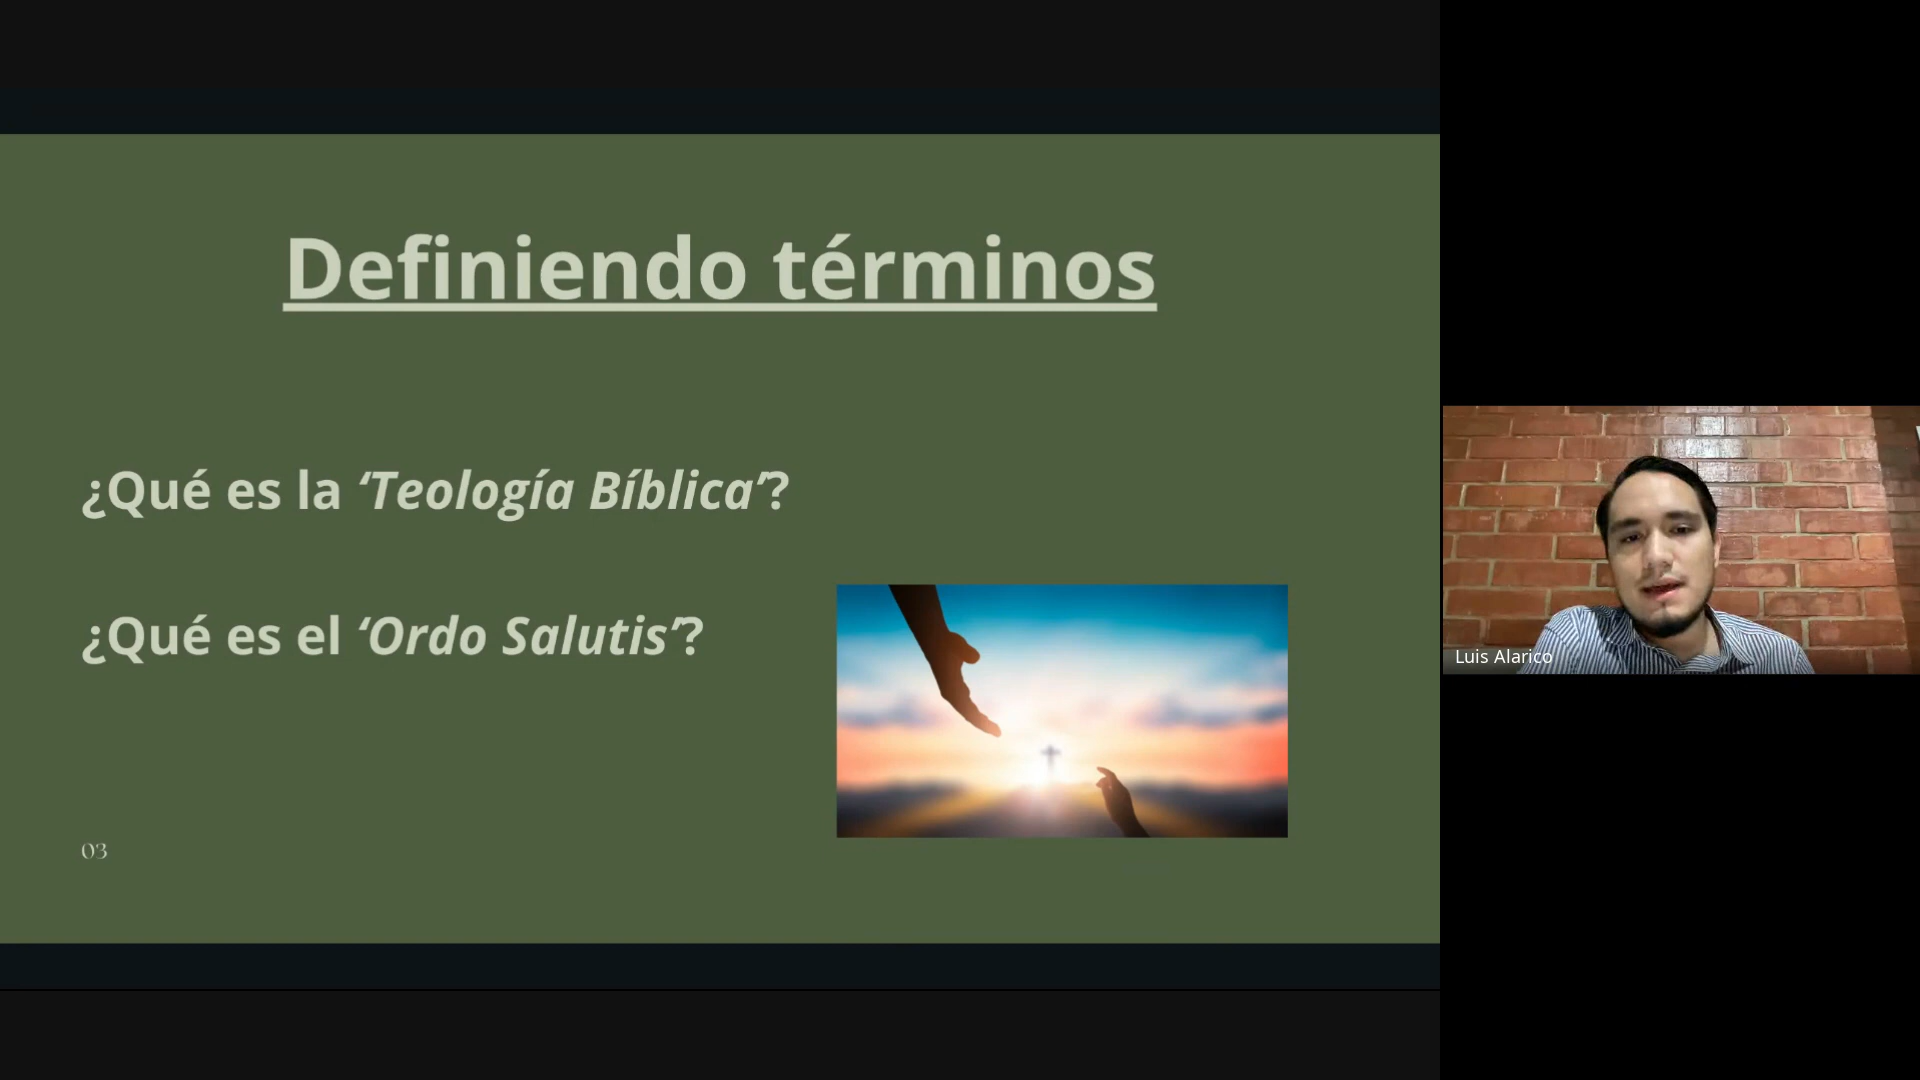 Definiendo términos
¿Qué es la ‘Teología Bíblica’?
¿Qué es el ‘Ordo Salutis’?
03
Luis Alarico